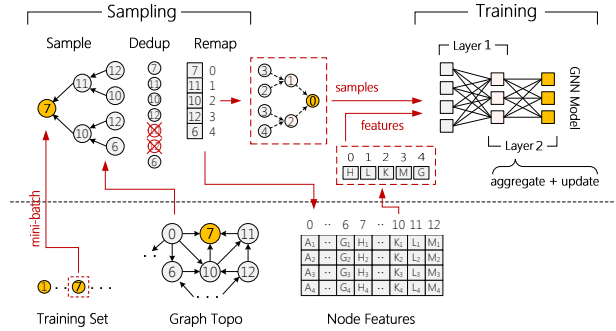 Sampling
Training
Sample
Dedup
Remap
7
11
10
12
10
12
6
7
11
10
12
6
7 0
11 1
10 2
12 3
6 4
3
2
3
4
1
2
0
samples
features
Layer 1
Layer 2
GNN Model
aggregate + update
0 1 2 3 4
H L K M G
mini-batch
0 7 11
6 10 12
1 7
Training Set
Graph Topo
0 ·· 6 7 ·· 10 11 12
A1 ·· G1 H1 ·· K1 L1 M1
A2 ·· G2 H2 ·· K2 L2 M2
A3 ·· G3 H3 ·· K3 L3 M3
A4 ·· G4 H4 ·· K4 L4 M4
Node Features